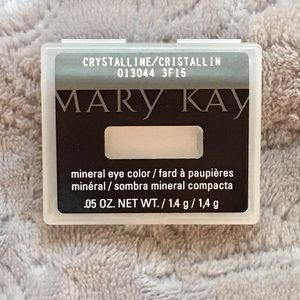 CRYSTALLINE/CRISTALLIN
013044 3F15
MARY KAY
mineral eye color / fard à paupières
minéral / sombra mineral compacta
.05 OZ. NET WT. / 1.4 g / 1,4 g